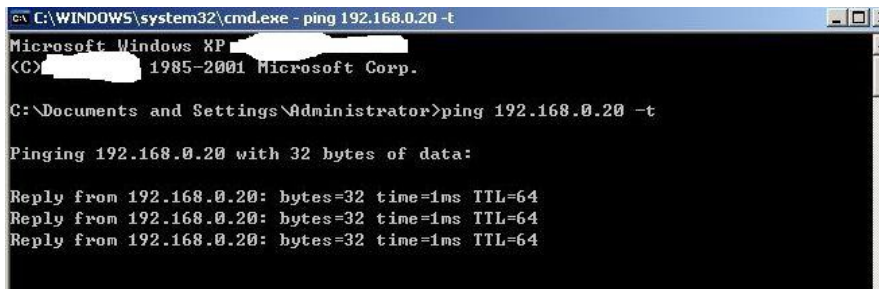 C:\WINDOWS\system32\cmd.exe - ping 192.168.0.20 -t
Microsoft Windows XP
(C) 1985-2001 Microsoft Corp.
C:\Documents and Settings\Administrator>ping 192.168.0.20 -t
Pinging 192.168.0.20 with 32 bytes of data:
Reply from 192.168.0.20: bytes=32 time=1ms TTL=64
Reply from 192.168.0.20: bytes=32 time=1ms TTL=64
Reply from 192.168.0.20: bytes=32 time=1ms TTL=64